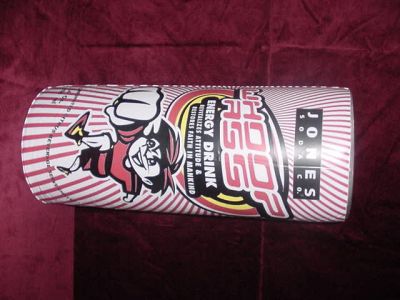 JONES
SODA CO.
WHOOP
ASS
ENERGY DRINK
REVITALIZES ATTITUDE &
RESTORES FAITH IN MANKIND